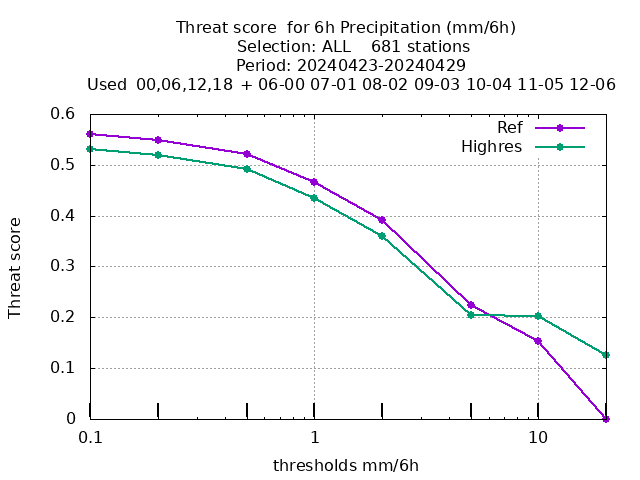 Threat score  for 6h Precipitation (mm/6h)
Selection: ALL    681 stations
Period: 20240423-20240429
Used  00,06,12,18  + 06-00 07-01 08-02 09-03 10-04 11-05 12-06
Ref
Highres
0.6
0.5
0.4
0.3
0.2
0.1
0
Threat score
0.1
1
10
thresholds mm/6h